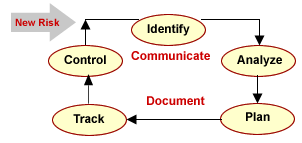 New Risk
Identify
Control
Communicate
Analyze
Document
Track
Plan